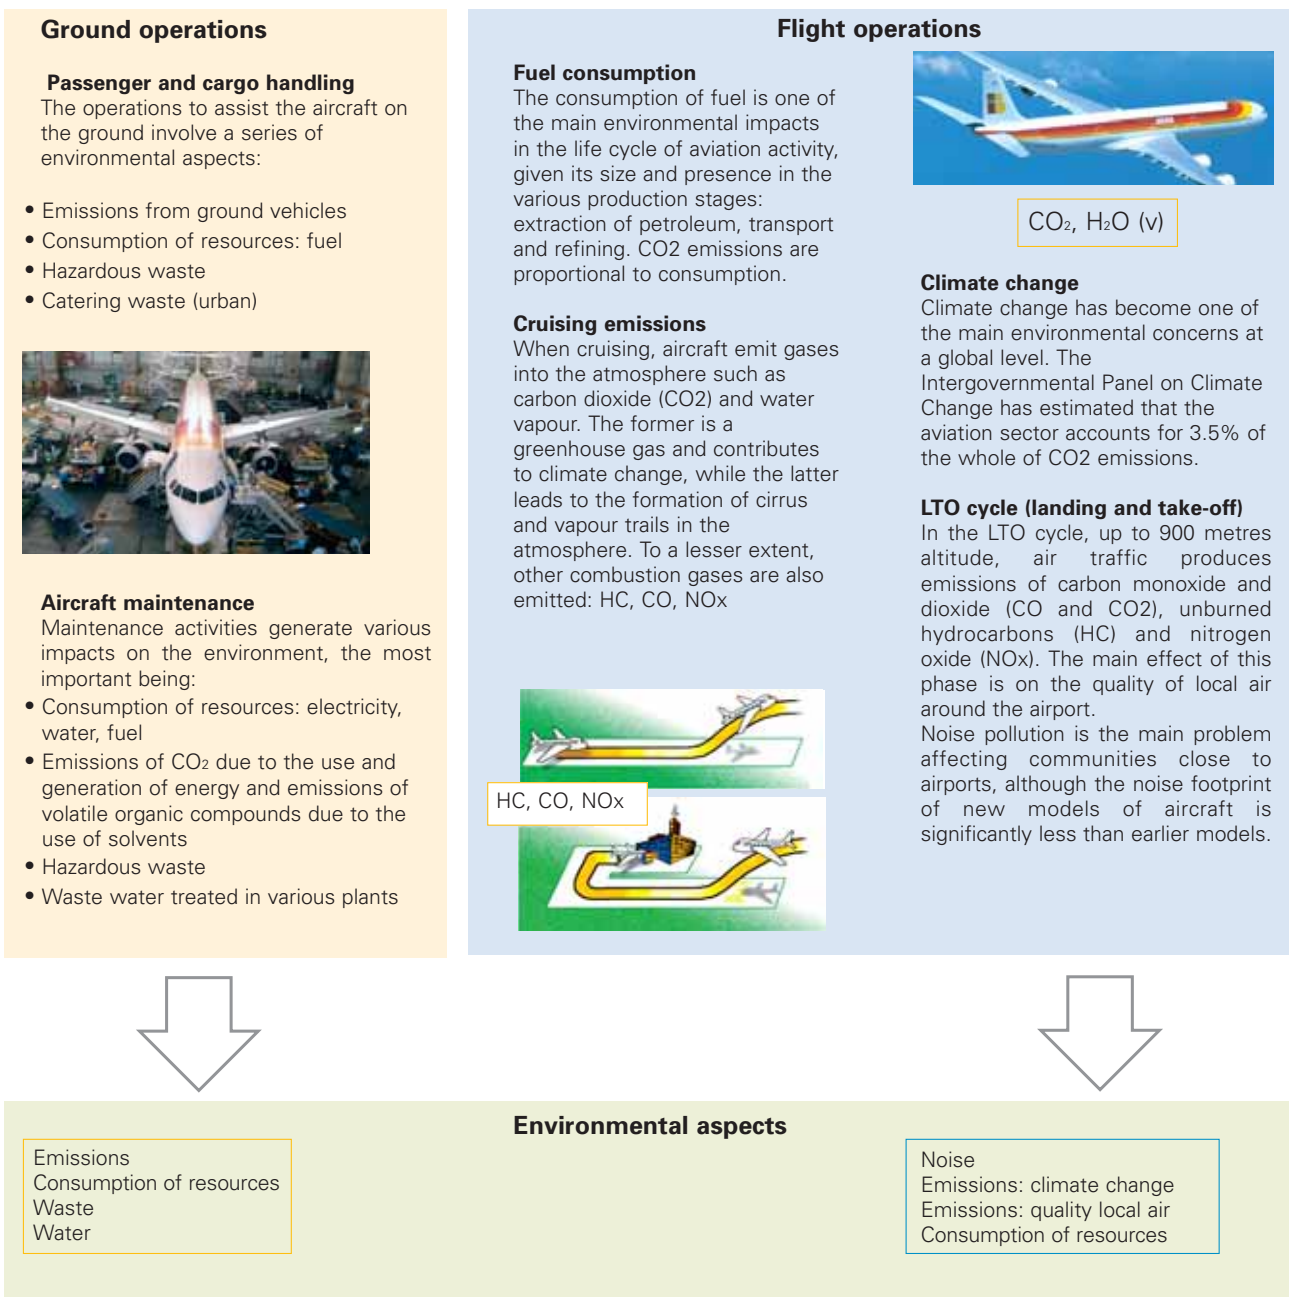 Ground operations
Passenger and cargo handling
The operations to assist the aircraft on
the ground involve a series of
environmental aspects:
• Emissions from ground vehicles
• Consumption of resources: fuel
• Hazardous waste
• Catering waste (urban)
Aircraft maintenance
Maintenance activities generate various
impacts on the environment, the most
important being:
• Consumption of resources: electricity,
water, fuel
• Emissions of CO₂ due to the use and
generation of energy and emissions of
volatile organic compounds due to the
use of solvents
• Hazardous waste
• Waste water treated in various plants
Flight operations
Fuel consumption
The consumption of fuel is one of
the main environmental impacts
in the life cycle of aviation activity,
given its size and presence in the
various production stages:
extraction of petroleum, transport
and refining. CO2 emissions are
proportional to consumption.
Cruising emissions
When cruising, aircraft emit gases
into the atmosphere such as
carbon dioxide (CO2) and water
vapour. The former is a
greenhouse gas and contributes
to climate change, while the latter
leads to the formation of cirrus
and vapour trails in the
atmosphere. To a lesser extent,
other combustion gases are also
emitted: HC, CO, NOx
HC, CO, NOx
CO₂, H₂O (v)
Climate change
Climate change has become one of
the main environmental concerns at
a global level. The
Intergovernmental Panel on Climate
Change has estimated that the
aviation sector accounts for 3.5% of
the whole of CO2 emissions.
LTO cycle (landing and take-off)
In the LTO cycle, up to 900 metres
altitude, air traffic produces
emissions of carbon monoxide and
dioxide (CO and CO2), unburned
hydrocarbons (HC) and nitrogen
oxide (NOx). The main effect of this
phase is on the quality of local air
around the airport.
Noise pollution is the main problem
affecting communities close to
airports, although the noise footprint
of new models of aircraft is
significantly less than earlier models.
Environmental aspects
Emissions
Consumption of resources
Waste
Water
Noise
Emissions: climate change
Emissions: quality local air
Consumption of resources